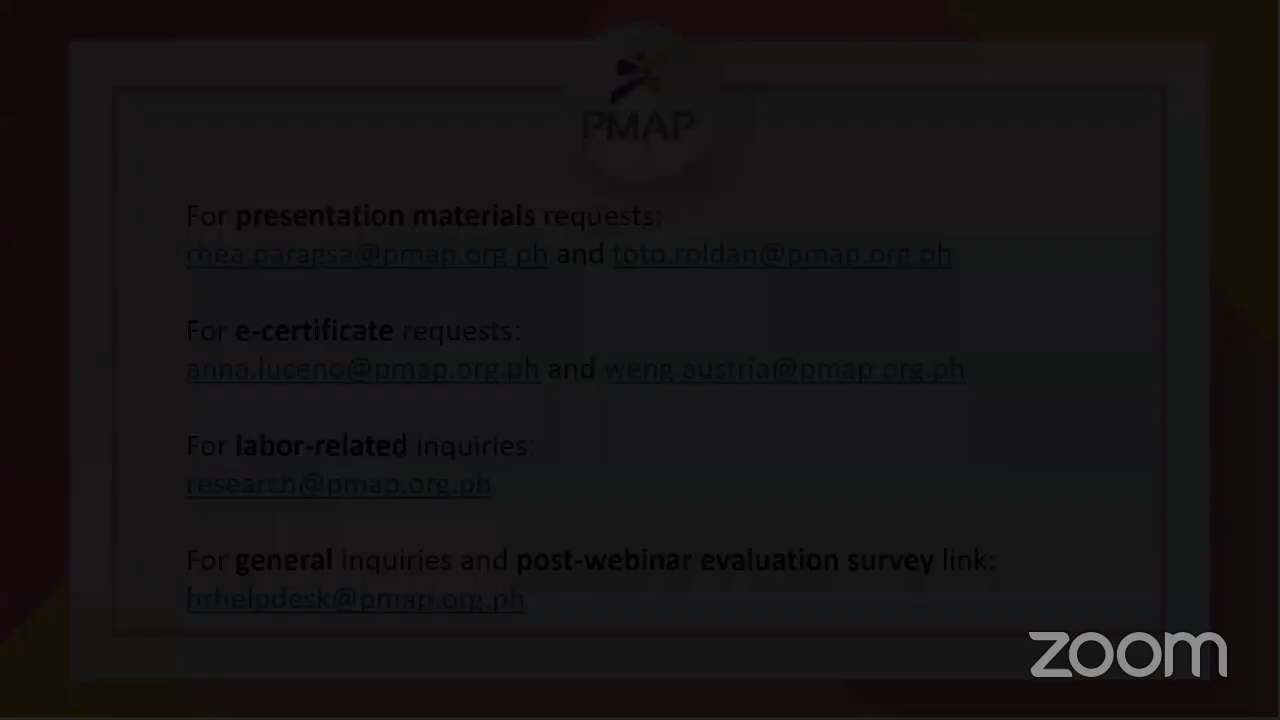 PMAP
For presentation materials requests:
rhea.paragsa@pmap.org.ph and toto.roldan@pmap.org.ph
For e-certificate requests:
anna.luceno@pmap.org.ph and weng.austria@pmap.org.ph
For labor-related inquiries:
research@pmap.org.ph
For general inquiries and post-webinar evaluation survey link:
hrhelpdesk@pmap.org.ph
zoom